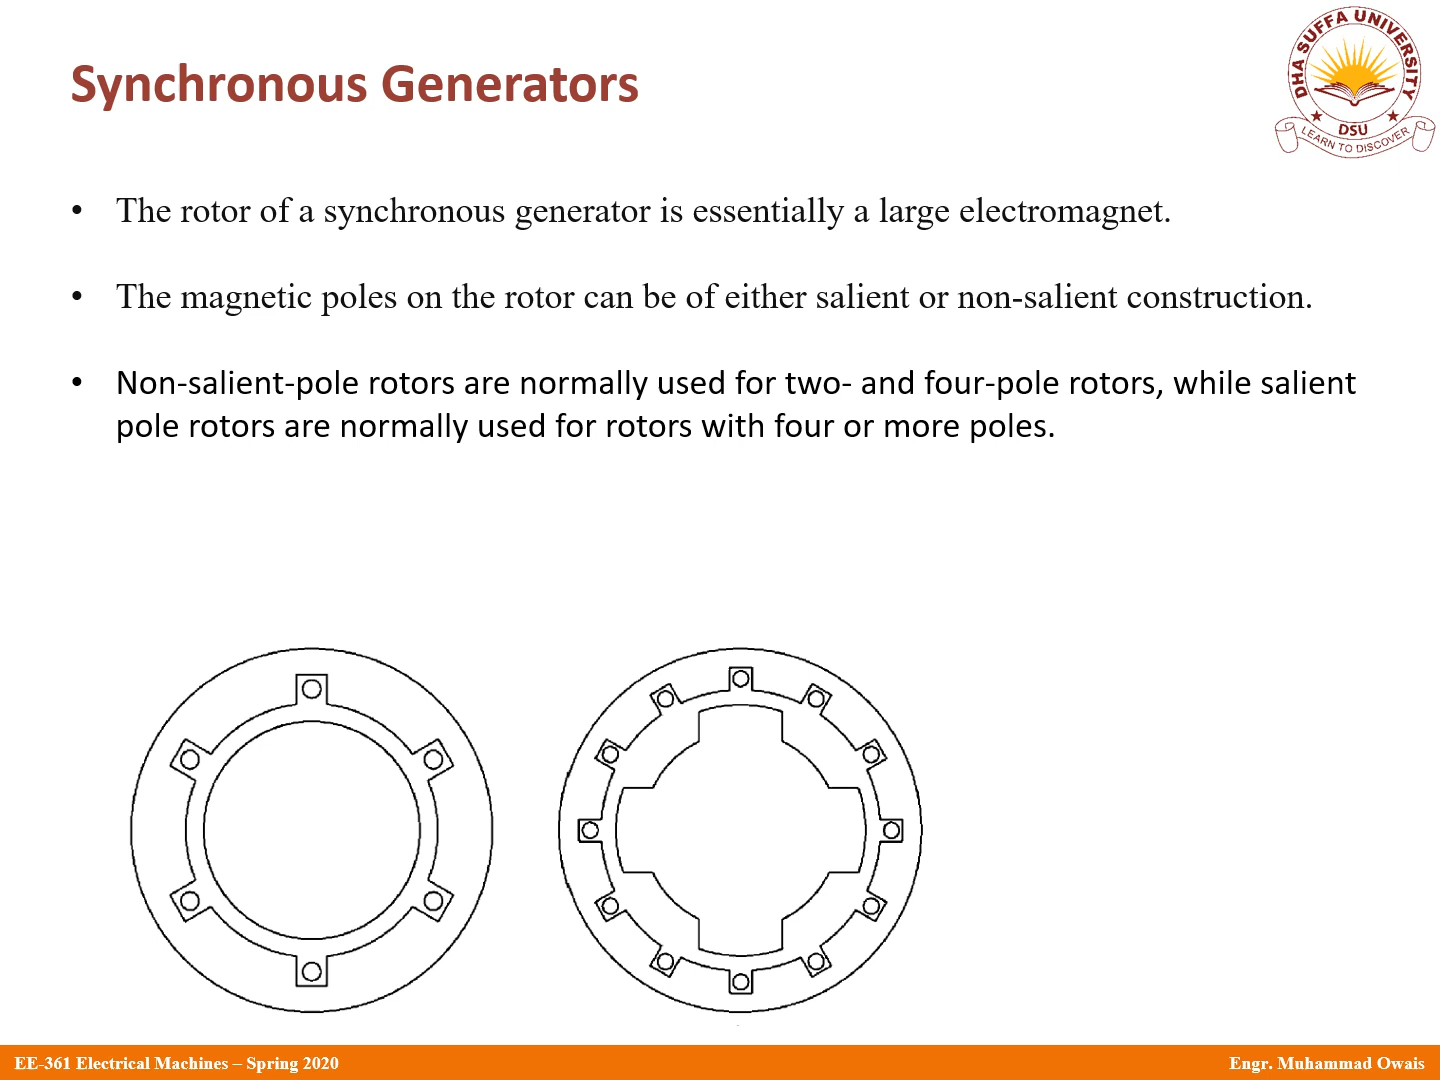 Synchronous Generators
DHA SUFFA UNIVERSITY
DSU
LEARN TO DISCOVER
• The rotor of a synchronous generator is essentially a large electromagnet.
• The magnetic poles on the rotor can be of either salient or non-salient construction.
• Non-salient-pole rotors are normally used for two- and four-pole rotors, while salient
pole rotors are normally used for rotors with four or more poles.
EE-361 Electrical Machines – Spring 2020
Engr. Muhammad Owais